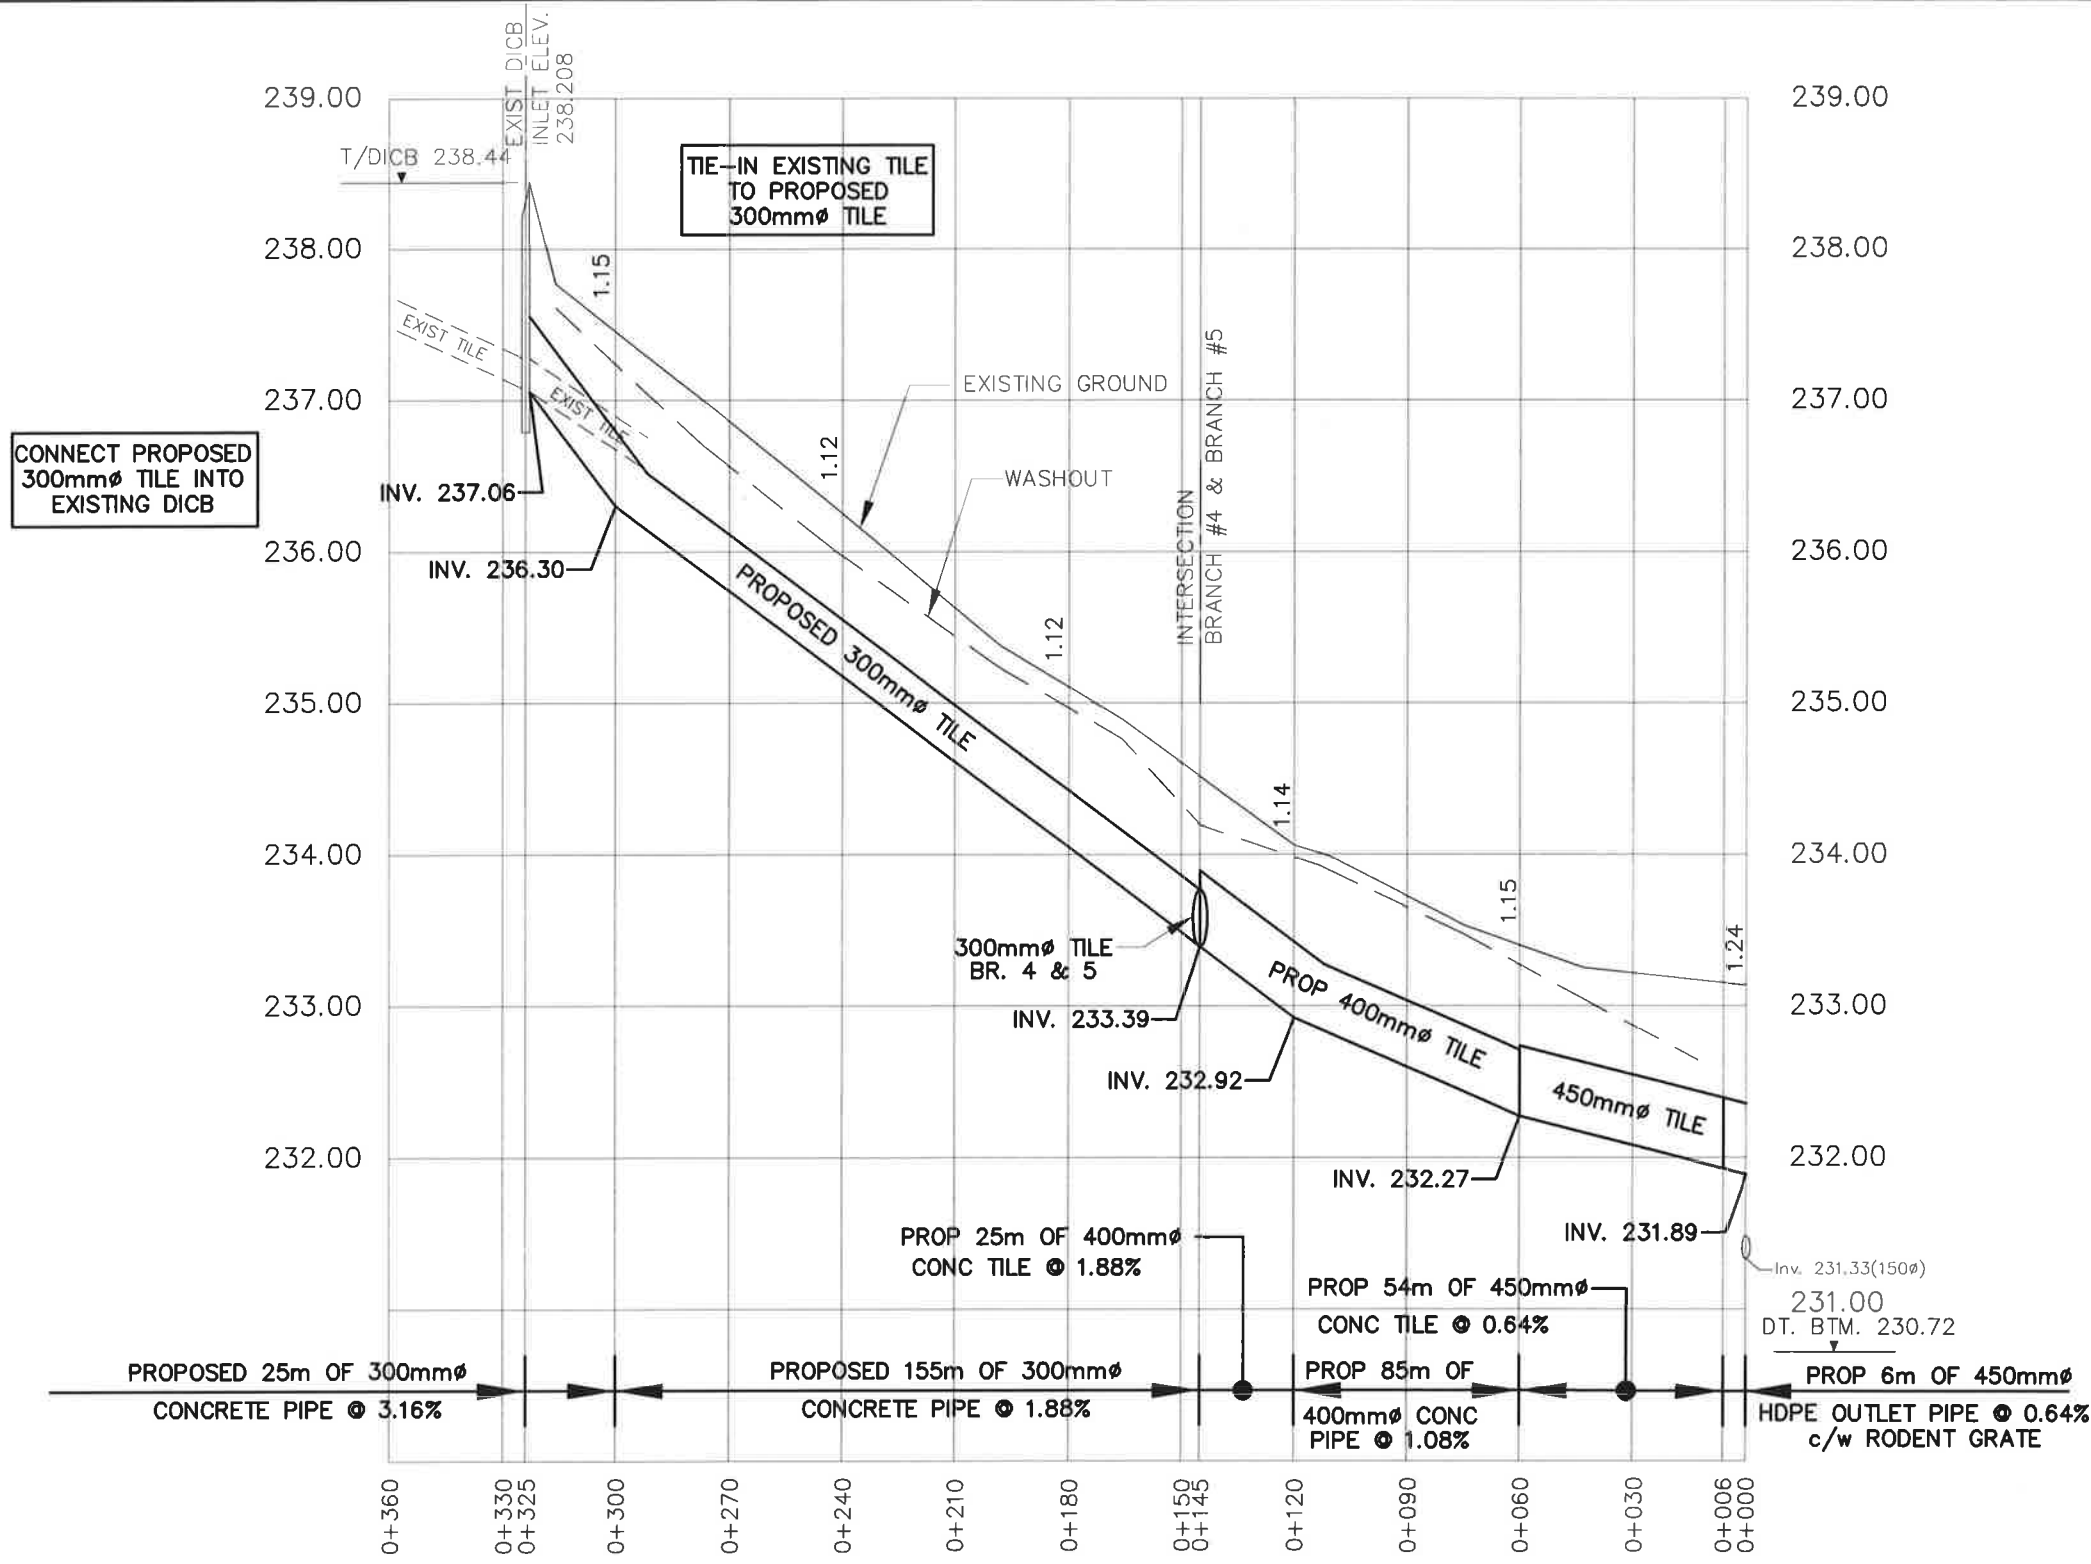 EXIST DICB
INLET ELEV.
238.208
239.00
239.00
T/DICB 238.44
TIE-IN EXISTING TILE
TO PROPOSED
300mmø TILE
238.00
238.00
1.15
EXIST TILE
EXISTING GROUND
237.00
237.00
EXIST TILE
CONNECT PROPOSED
300mmø TILE INTO
EXISTING DICB
1.12
WASHOUT
INV. 237.06
INTERSECTION
BRANCH #4 & BRANCH #5
236.00
236.00
INV. 236.30
PROPOSED 300mmø TILE
1.12
235.00
235.00
1.14
234.00
234.00
1.15
300mmø TILE
BR. 4 & 5
1.24
PROP 400mmø TILE
233.00
233.00
INV. 233.39
INV. 232.92
450mmø TILE
232.00
232.00
INV. 232.27
INV. 231.89
PROP 25m OF 400mmø
CONC TILE @ 1.88%
Inv. 231.33(150ø)
PROP 54m OF 450mmø
CONC TILE @ 0.64%
231.00
DT. BTM. 230.72
PROPOSED 25m OF 300mmø
CONCRETE PIPE @ 3.16%
PROPOSED 155m OF 300mmø
CONCRETE PIPE @ 1.88%
PROP 85m OF
400mmø CONC
PIPE @ 1.08%
PROP 6m OF 450mmø
HDPE OUTLET PIPE @ 0.64%
c/w RODENT GRATE
0+360
0+330
0+325
0+300
0+270
0+240
0+210
0+180
0+150
0+145
0+120
0+090
0+060
0+030
0+006
0+000